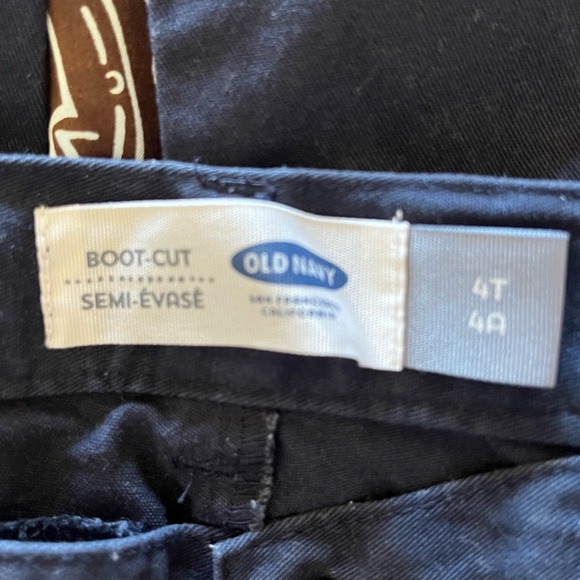 BOOT-CUT
SEMI-ÉVASÉ
OLD NAVY
SAN FRANCISCO
CALIFORNIA
4T
4A